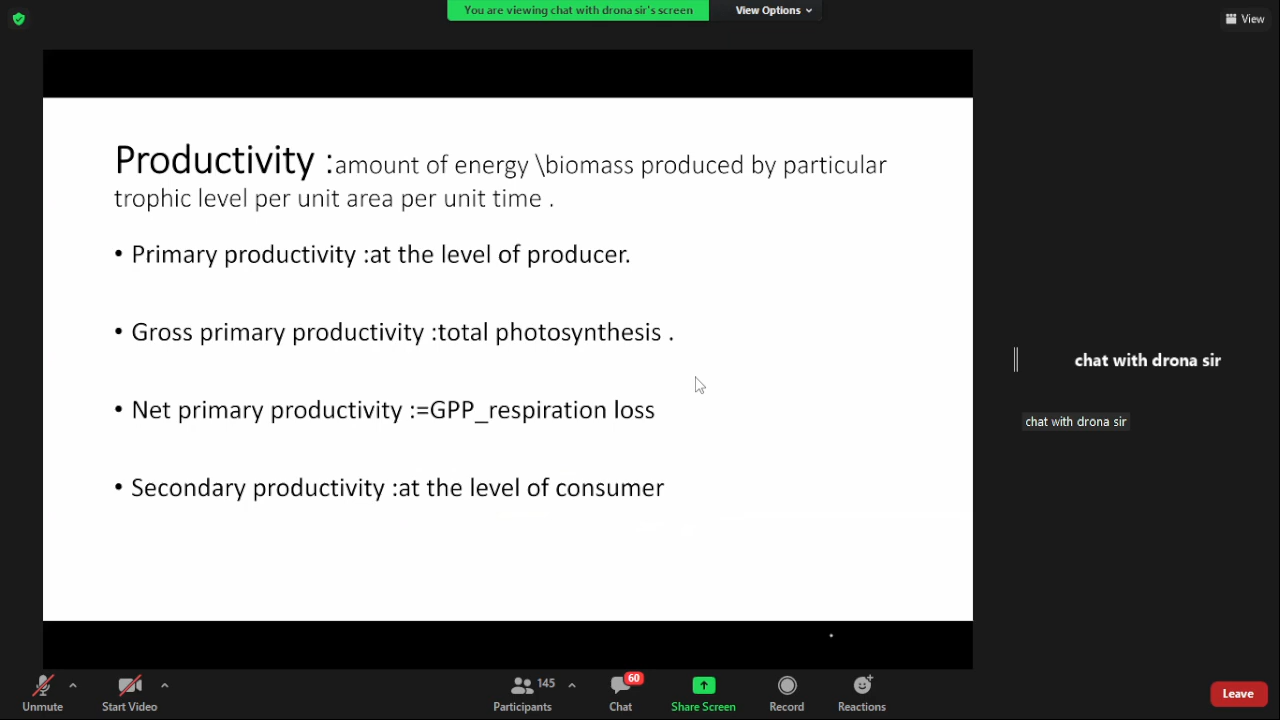 You are viewing chat with drona sir's screen
View Options
View
Productivity :amount of energy \biomass produced by particular
trophic level per unit area per unit time .
• Primary productivity :at the level of producer.
• Gross primary productivity :total photosynthesis .
• Net primary productivity :=GPP_respiration loss
• Secondary productivity :at the level of consumer
chat with drona sir
chat with drona sir
Unmute
Start Video
145
Participants
60
Chat
Share Screen
Record
Reactions
Leave